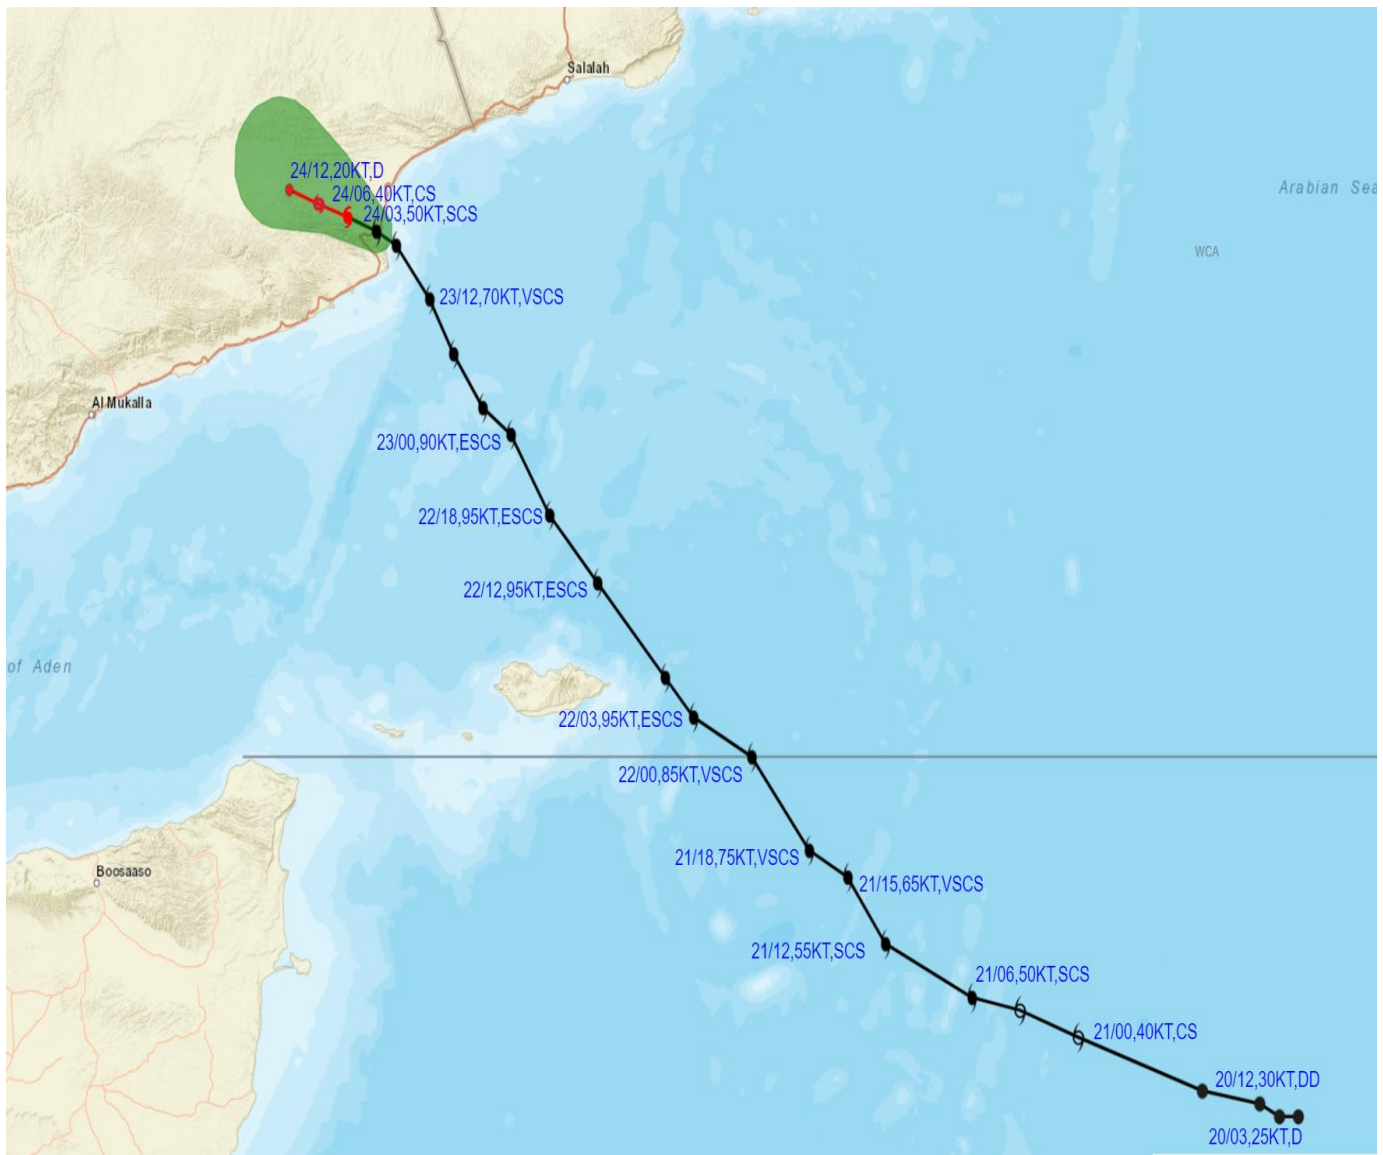 Salalah
24/12,20KT,D
24/06,40KT,CS
24/03,50KT,SCS
Arabian Sea
WCA
23/12,70KT,VSCS
Al Mukalla
23/00,90KT,ESCS
22/18,95KT,ESCS
22/12,95KT,ESCS
of Aden
22/03,95KT,ESCS
22/00,85KT,VSCS
21/18,75KT,VSCS
Boosaaso
21/15,65KT,VSCS
21/12,55KT,SCS
21/06,50KT,SCS
21/00,40KT,CS
20/12,30KT,DD
20/03,25KT,D